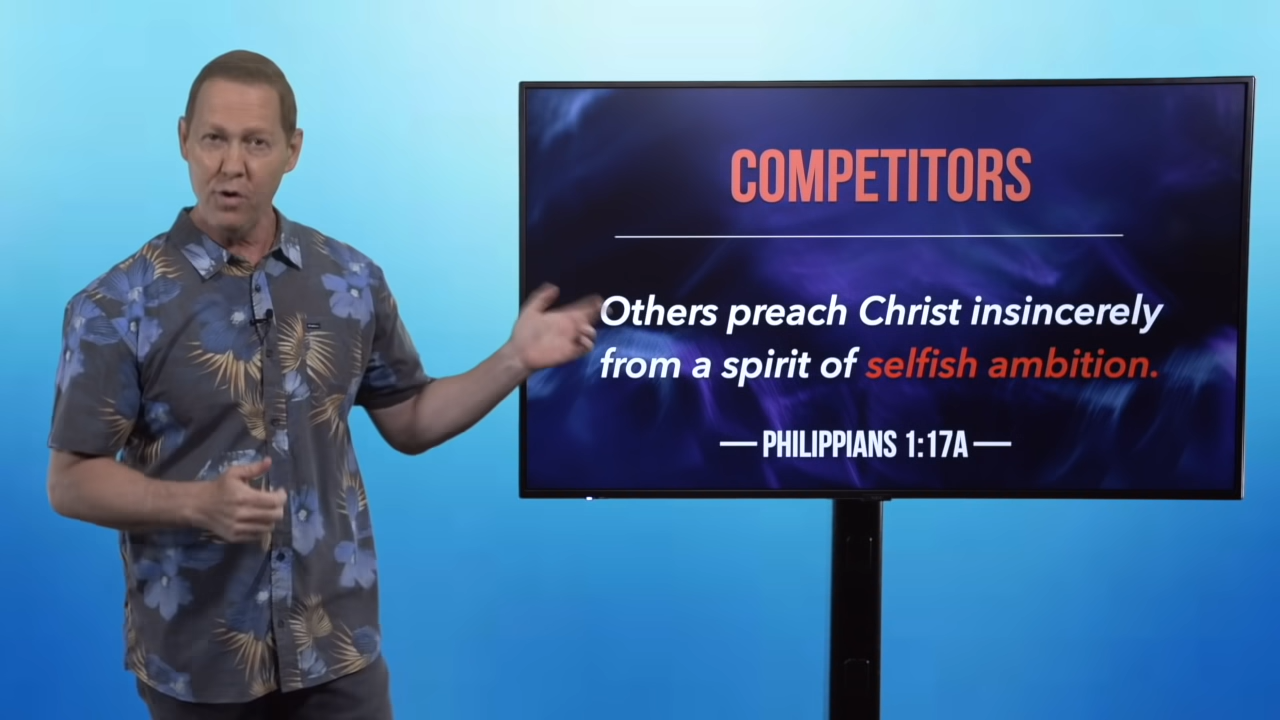 COMPETITORS
Others preach Christ insincerely
from a spirit of selfish ambition.
— PHILIPPIANS 1:17A —